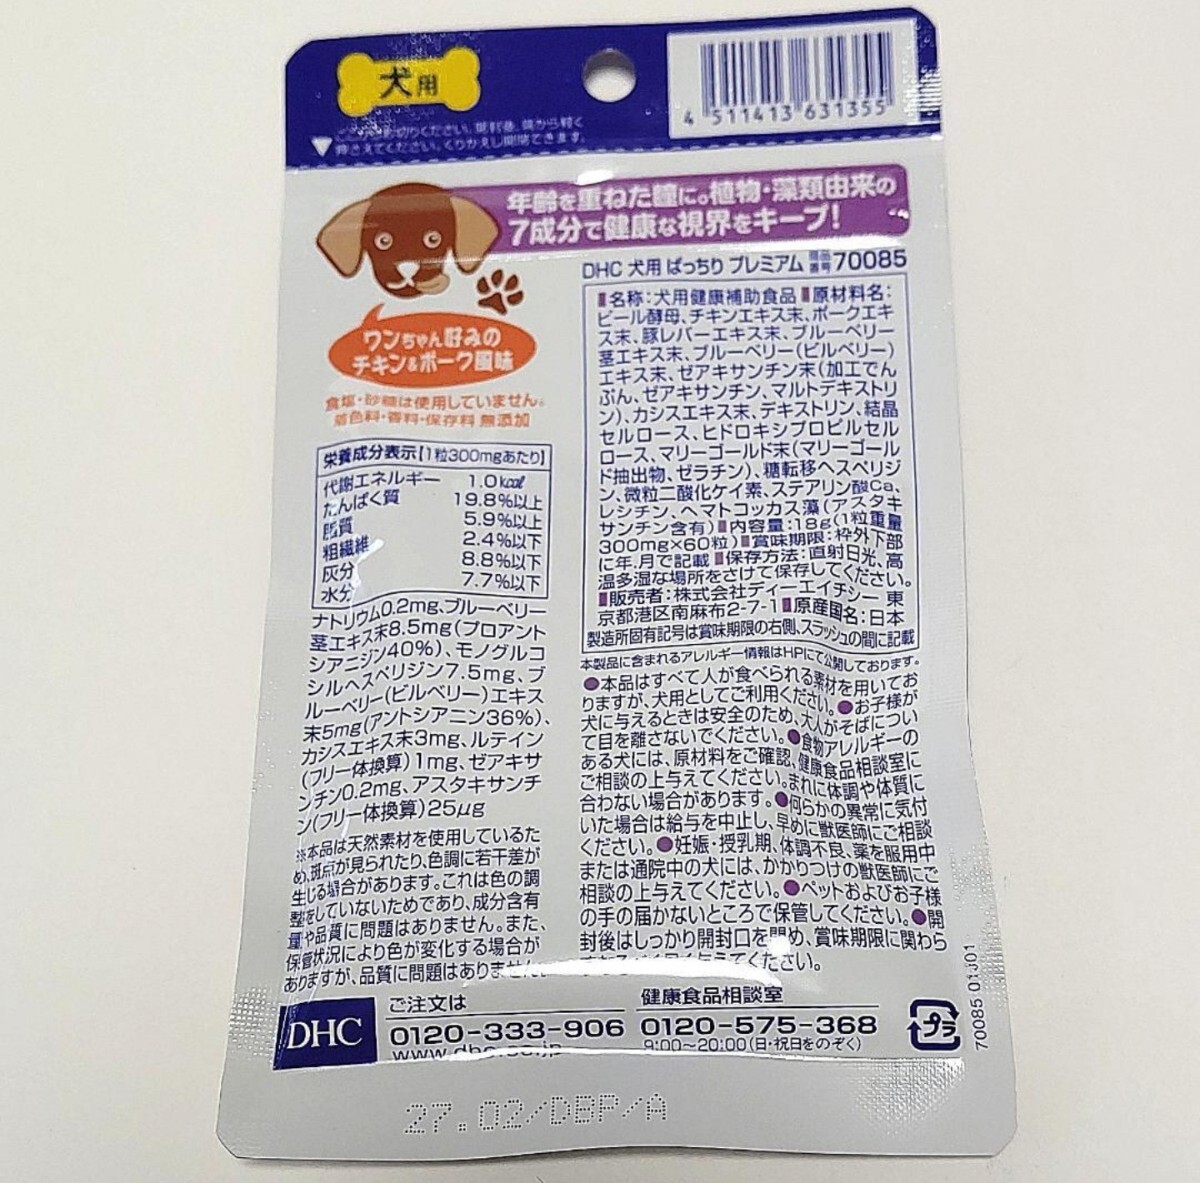 犬用
4 511413 631355
押さえてください。くりかえし開閉できます。
年齢を重ねた瞳に。植物・藻類由来の
7成分で健康な視界をキープ!
ワンちゃん好みの
チキン&ポーク風味
食塩・砂糖は使用していません。
着色料・香料・保存料 無添加
栄養成分表示【1粒300mgあたり】
代謝エネルギー 1.0kcal
たんぱく質 19.8%以上
脂質 5.9%以上
粗繊維 2.4%以下
灰分 8.8%以下
水分 7.7%以下
ナトリウム0.2mg、ブルーベリー
茎エキス末8.5mg(プロアント
シアニジン40%)、モノグルコ
シルヘスペリジン7.5mg、ブ
ルーベリー(ビルベリー)エキス
末5mg(アントシアニン36%)、
カシスエキス末3mg、ルテイン
(フリー体換算)1mg、ゼアキサ
ンチン0.2mg、アスタキサンチ
ン(フリー体換算)25μg
※本品は天然素材を使用しているた
め、斑点が見られたり、色調に若干差が
生じる場合があります。これは色の調
整をしていないためであり、成分含有
量や品質に問題はありません。また、
保管状況により色が変化する場合が
ありますが、品質に問題はありません。
DHC 犬用 ぱっちり プレミアム 商品番号70085
■名称:犬用健康補助食品 ■原材料名:
ビール酵母、チキンエキス末、ポークエキ
ス末、豚レバーエキス末、ブルーベリー
茎エキス末、ブルーベリー(ビルベリー)
エキス末、ゼアキサンチン末(加工でん
ぷん、ゼアキサンチン、マルトデキストリ
ン)、カシスエキス末、デキストリン、結晶
セルロース、ヒドロキシプロピルセル
ロース、マリーゴールド末(マリーゴール
ド抽出物、ゼラチン)、糖転移ヘスペリジ
ン、微粒二酸化ケイ素、ステアリン酸Ca、
レシチン、ヘマトコッカス藻(アスタキ
サンチン含有)■内容量:18g(1粒重量
300mg×60粒)■賞味期限:枠外下部
に年.月で記載 ■保存方法:直射日光、高
温多湿な場所をさけて保存してください。
■販売者:株式会社ディーエイチシー 東
京都港区南麻布2-7-1 ■原産国名:日本
製造所固有記号は賞味期限の右側、スラッシュの間に記載
本製品に含まれるアレルギー情報はHPにて公開しております。
●本品はすべて人が食べられる素材を用いてお
りますが、犬用としてご利用ください。●お子様が
犬に与えるときは安全のため、大人がそばについ
て目を離さないでください。●食物アレルギーの
ある犬には、原材料をご確認、健康食品相談室に
ご相談の上与えてください。まれに体調や体質に
合わない場合があります。●何らかの異常に気付
いた場合は給与を中止し、早めに獣医師にご相談
ください。●妊娠・授乳期、体調不良、薬を服用中
または通院中の犬には、かかりつけの獣医師にご
相談の上与えてください。●ペットおよびお子様
の手の届かないところで保管してください。●開
封後はしっかり開封口を閉め、賞味期限に関わら
与えてください。
DHC
ご注文は
0120-333-906
www.dhc.co.jp
健康食品相談室
0120-575-368
9:00〜20:00(日・祝日をのぞく)
プラ
70085 01J01
27.02/DBP/A